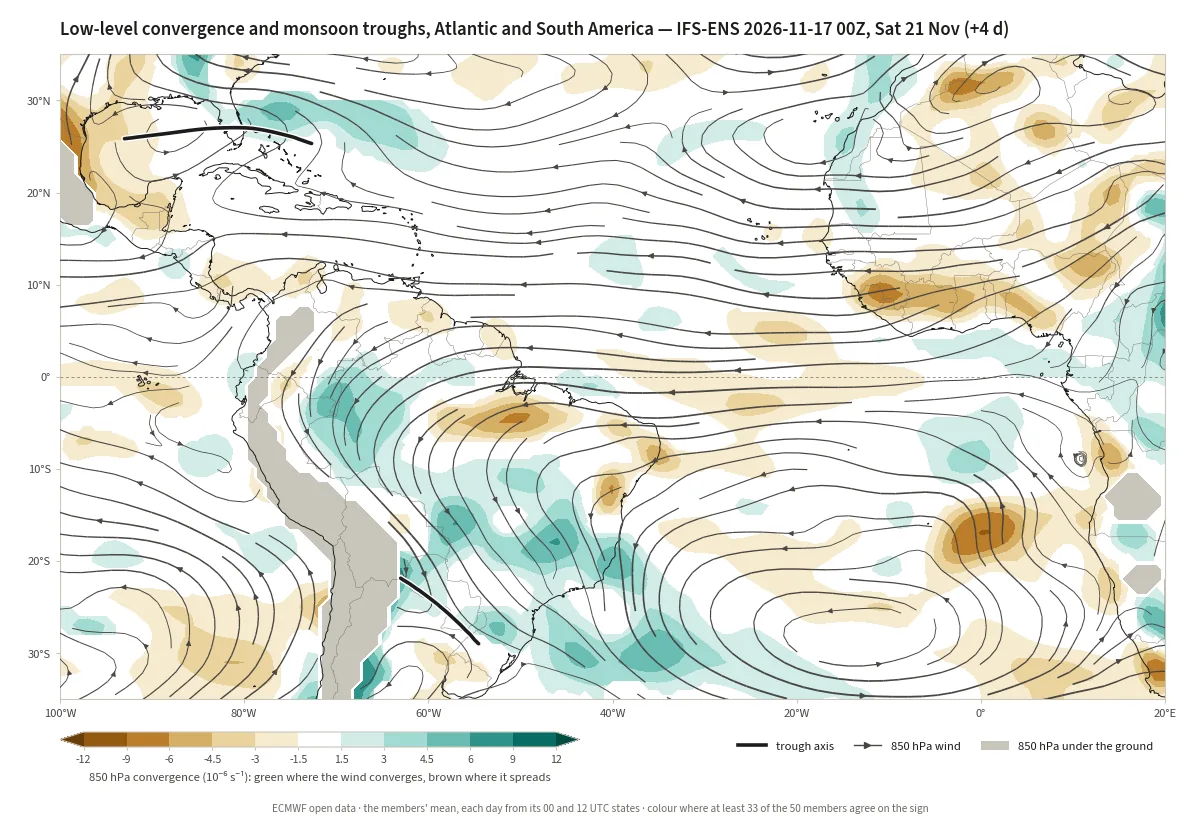 Low-level convergence and monsoon troughs, Atlantic and South America — IFS-ENS 2026-11-17 00Z, Sat 21 Nov (+4 d)
30°N
20°N
10°N
0°
10°S
20°S
30°S
100°W 80°W 60°W 40°W 20°W 0° 20°E
-12 -9 -6 -4.5 -3 -1.5 1.5 3 4.5 6 9 12
850 hPa convergence (10⁻⁶ s⁻¹): green where the wind converges, brown where it spreads
trough axis 850 hPa wind 850 hPa under the ground
ECMWF open data · the members' mean, each day from its 00 and 12 UTC states · colour where at least 33 of the 50 members agree on the sign